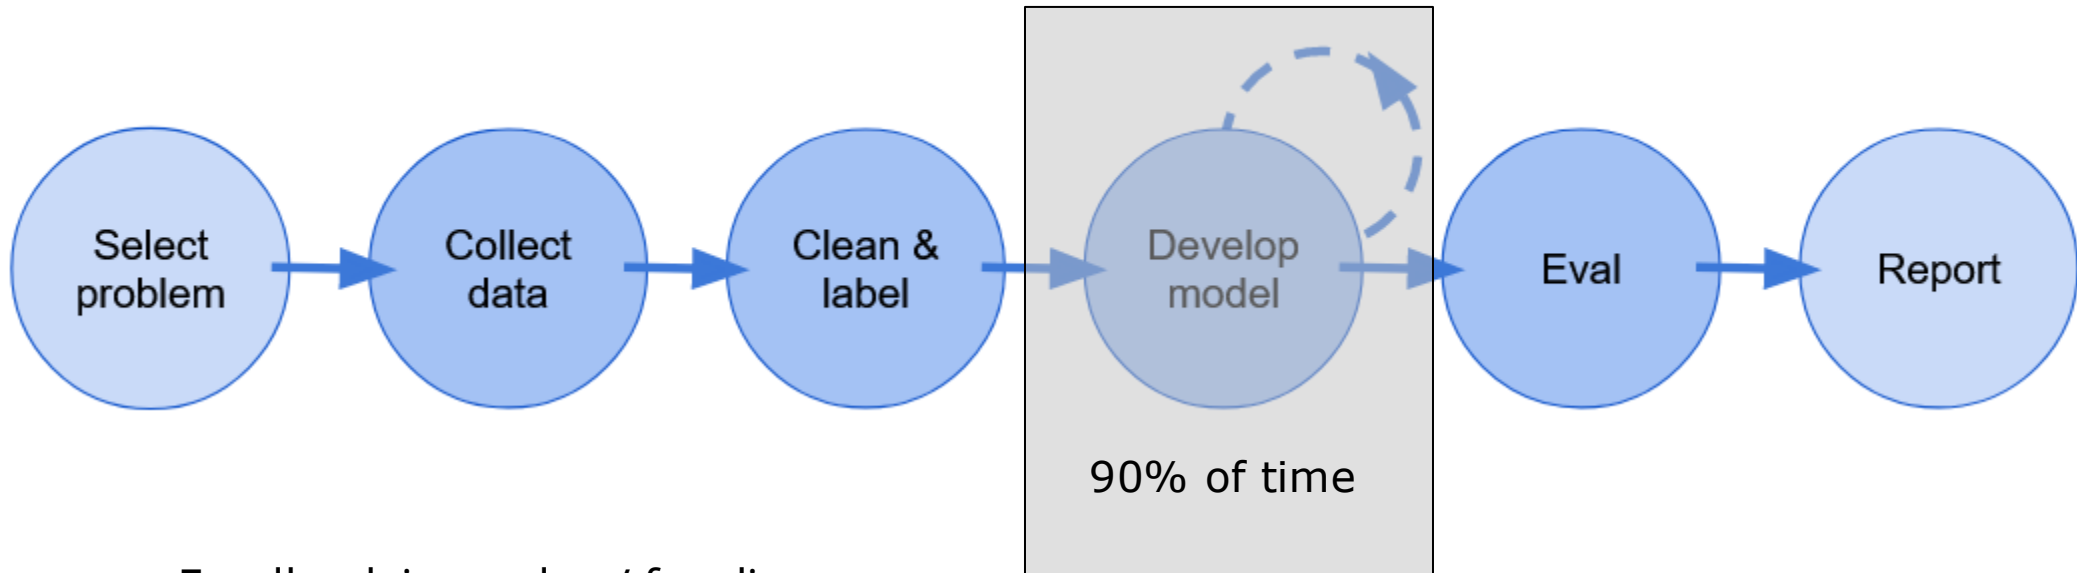 Select
problem
Collect
data
Clean &
label
Develop
model
Eval
Report
90% of time